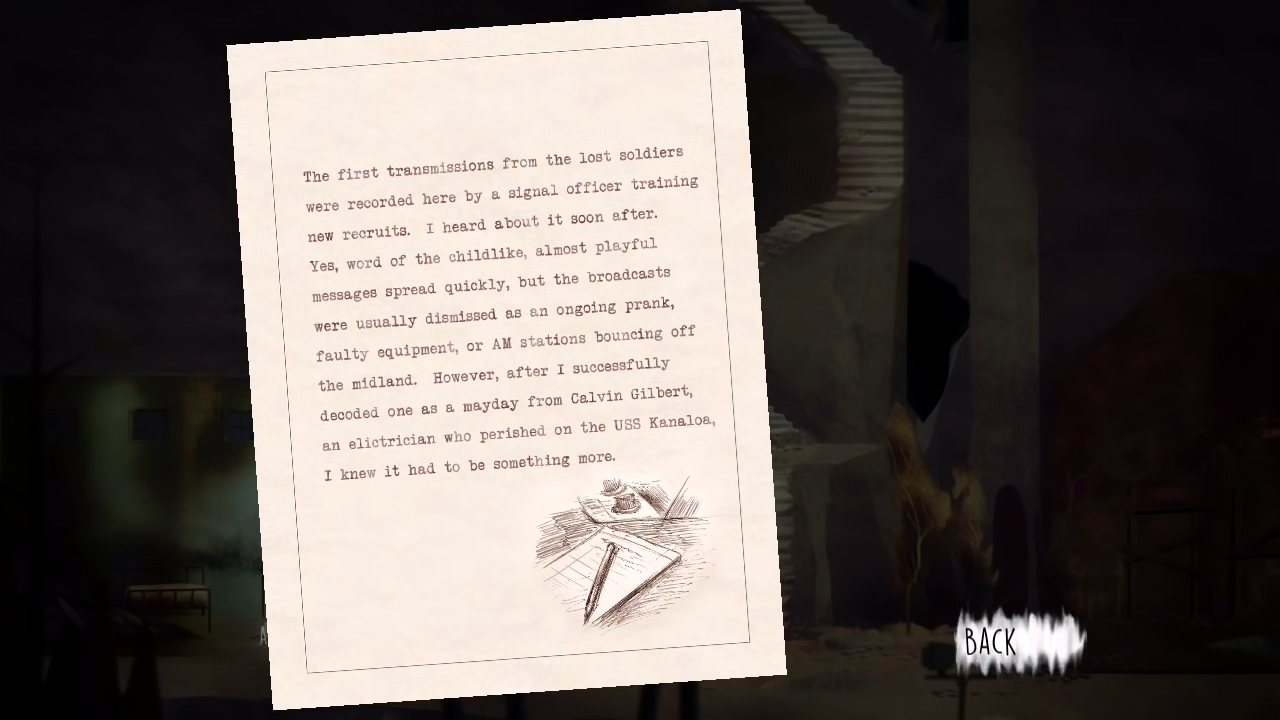 The first transmissions from the lost soldiers
were recorded here by a signal officer training
new recruits.  I heard about it soon after.
Yes, word of the childlike, almost playful
messages spread quickly, but the broadcasts
were usually dismissed as an ongoing prank,
faulty equipment, or AM stations bouncing off
the midland.  However, after I successfully
decoded one as a mayday from Calvin Gilbert,
an elictrician who perished on the USS Kanaloa,
I knew it had to be something more.
BACK